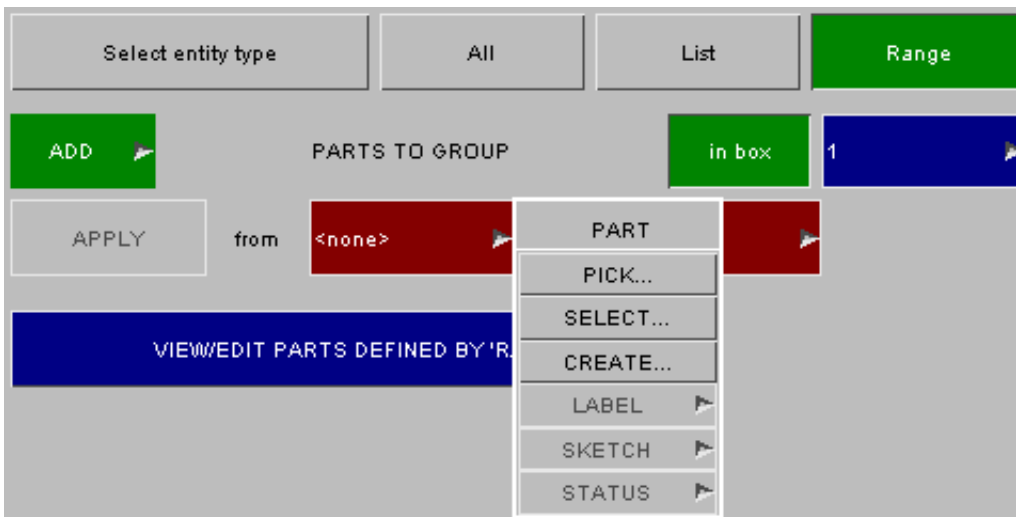 Select entity type All List Range
ADD PARTS TO GROUP in box 1
APPLY from <none>
PART
PICK...
SELECT...
VIEW/EDIT PARTS DEFINED BY 'R
CREATE...
LABEL
SKETCH
STATUS